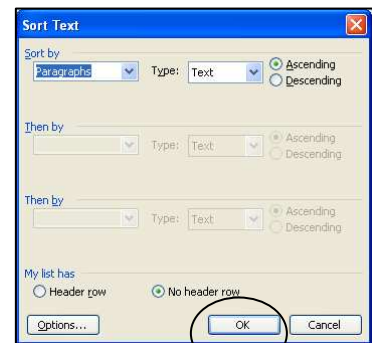 Sort Text
Sort by
Paragraphs Type: Text Ascending
Descending
Then by
Type: Text Ascending
Descending
Then by
Type: Text Ascending
Descending
My list has
Header row No header row
Options... OK Cancel